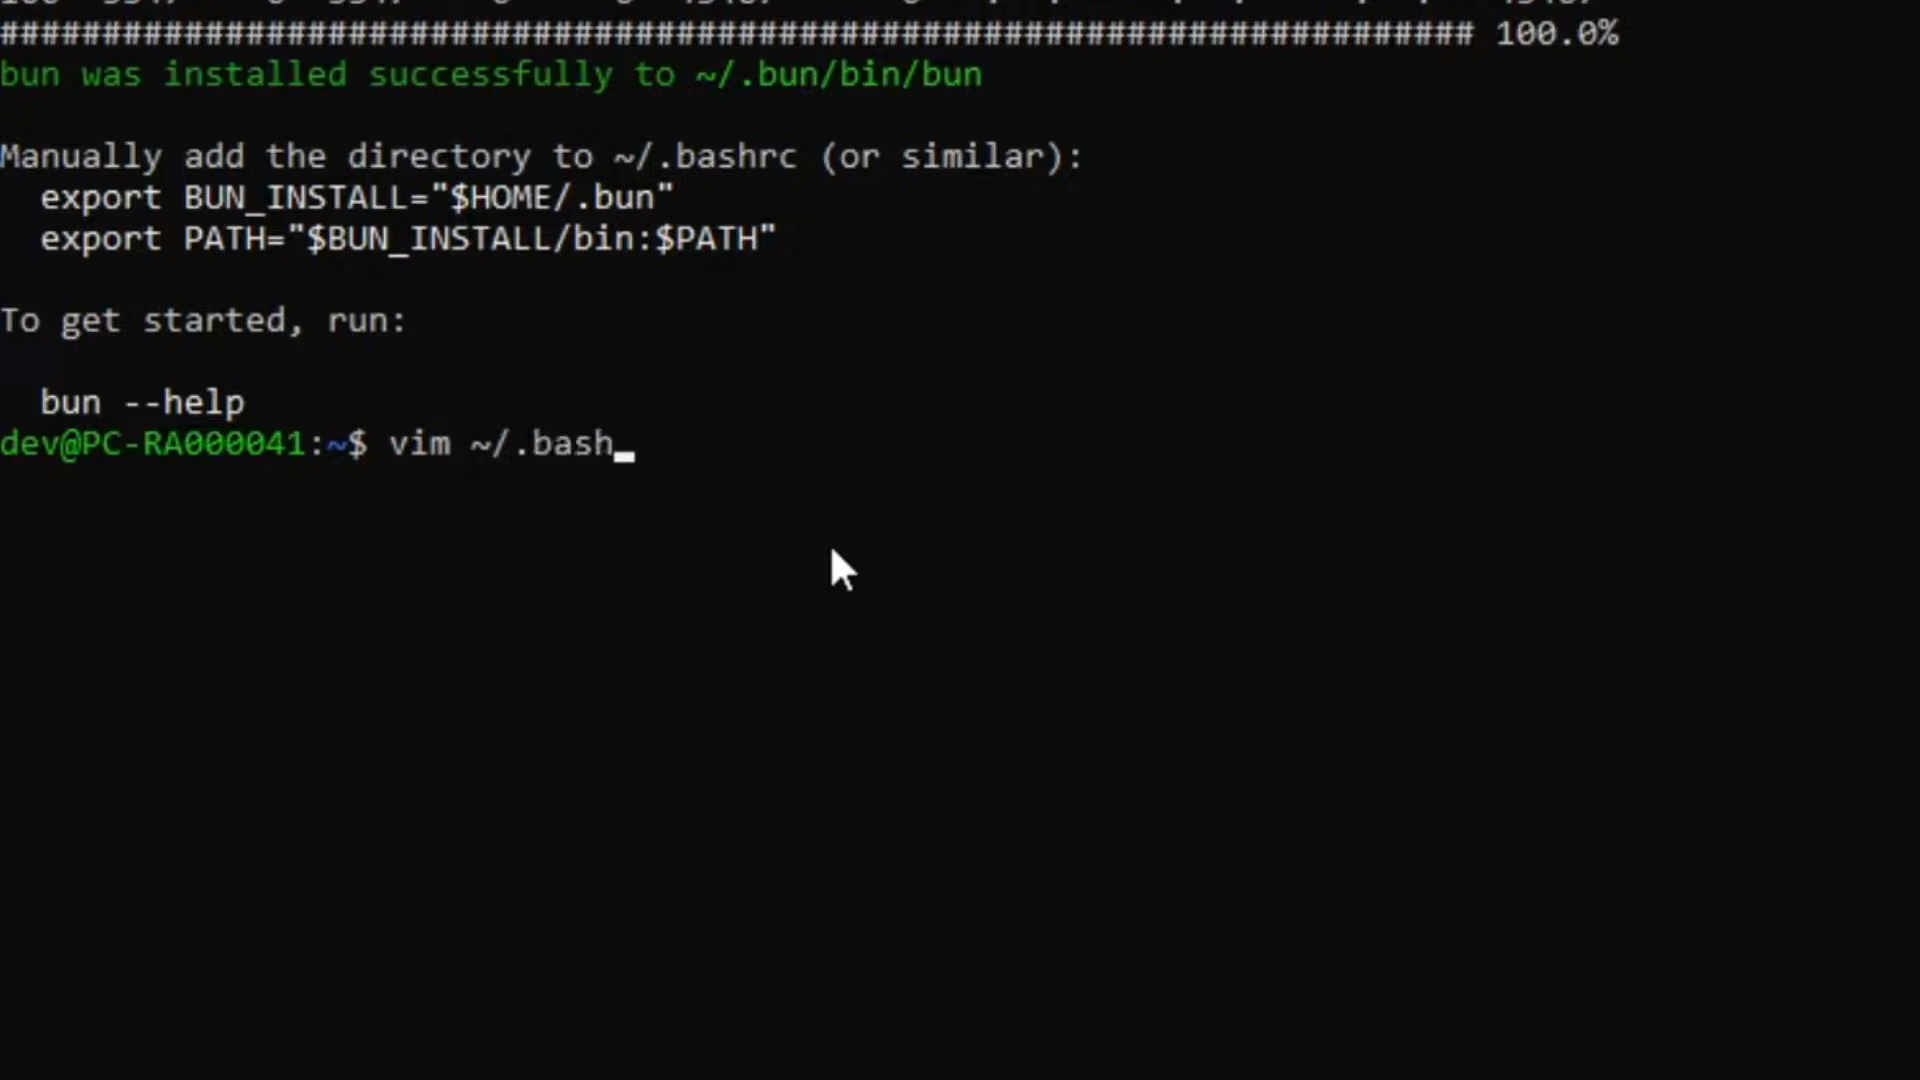 ######################################################################## 100.0%
bun was installed successfully to ~/.bun/bin/bun
Manually add the directory to ~/.bashrc (or similar):
export BUN_INSTALL="$HOME/.bun"
export PATH="$BUN_INSTALL/bin:$PATH"
To get started, run:
bun --help
dev@PC-RA000041:~$ vim ~/.bash